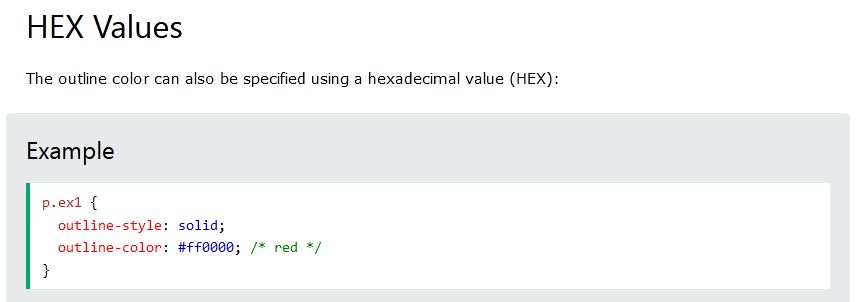 HEX Values
The outline color can also be specified using a hexadecimal value (HEX):
Example
p.ex1 {
  outline-style: solid;
  outline-color: #ff0000; /* red */
}